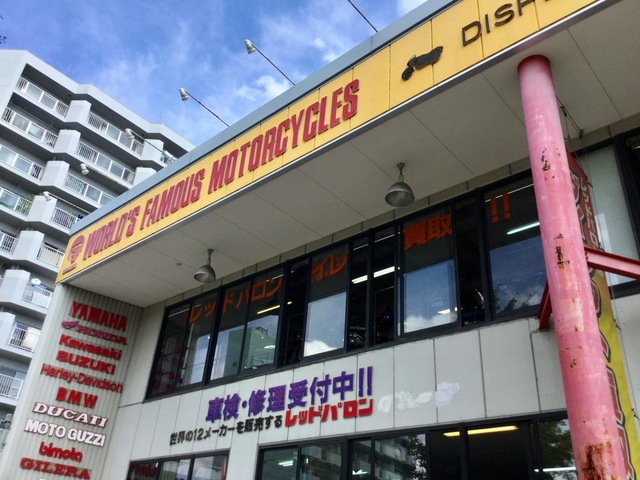 WORLD'S FAMOUS MOTORCYCLES
レッドバロン
買取 !!
YAMAHA
HONDA
Kawasaki
SUZUKI
Harley-Davidson
BMW
DUCATI
MOTO GUZZI
bimota
GILERA
車検・修理受付中!!
世界の12メーカーを販売するレッドバロン